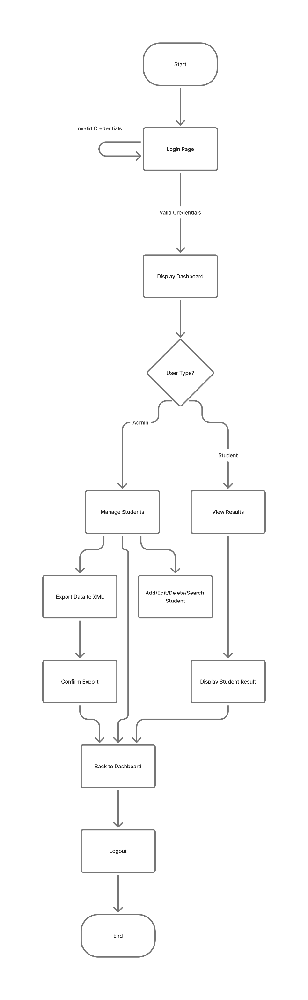 Start
Invalid Credentials
Login Page
Valid Credentials
Display Dashboard
User Type?
Admin
Student
Manage Students
View Results
Export Data to XML
Add/Edit/Delete/Search
Student
Confirm Export
Display Student Result
Back to Dashboard
Logout
End